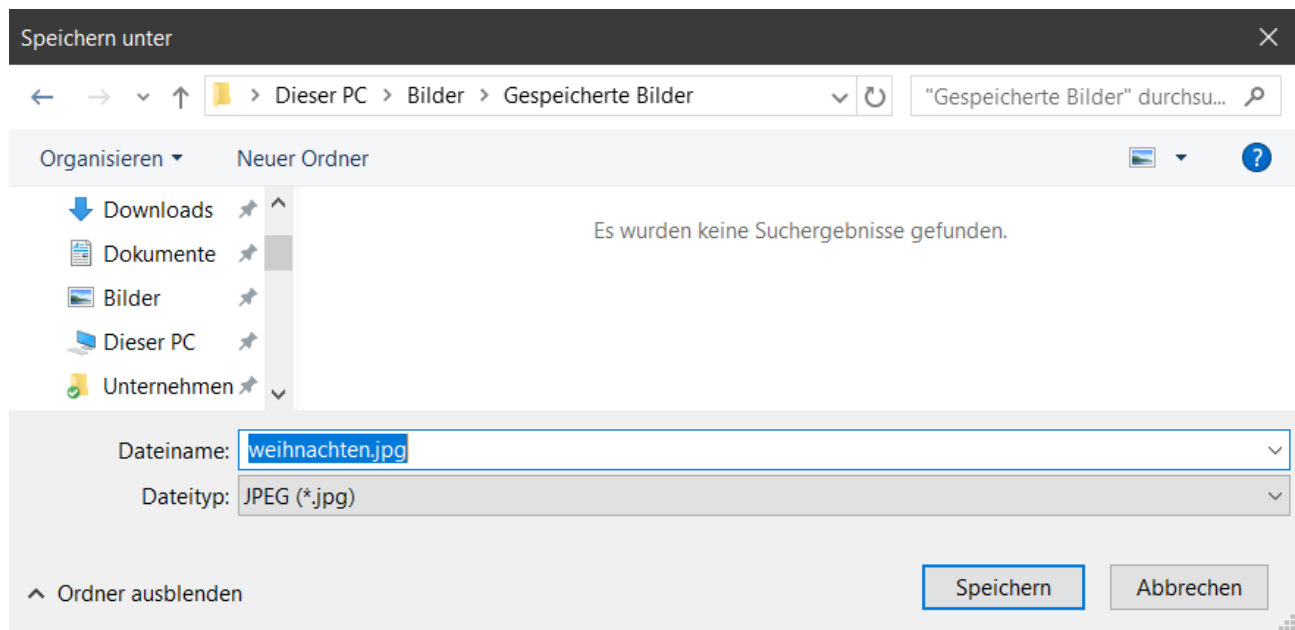 Speichern unter
Dieser PC > Bilder > Gespeicherte Bilder
"Gespeicherte Bilder" durchsu...
Organisieren
Neuer Ordner
?
Downloads
Dokumente
Bilder
Dieser PC
Unternehmen
Es wurden keine Suchergebnisse gefunden.
Dateiname: weihnachten.jpg
Dateityp: JPEG (*.jpg)
Ordner ausblenden
Speichern
Abbrechen